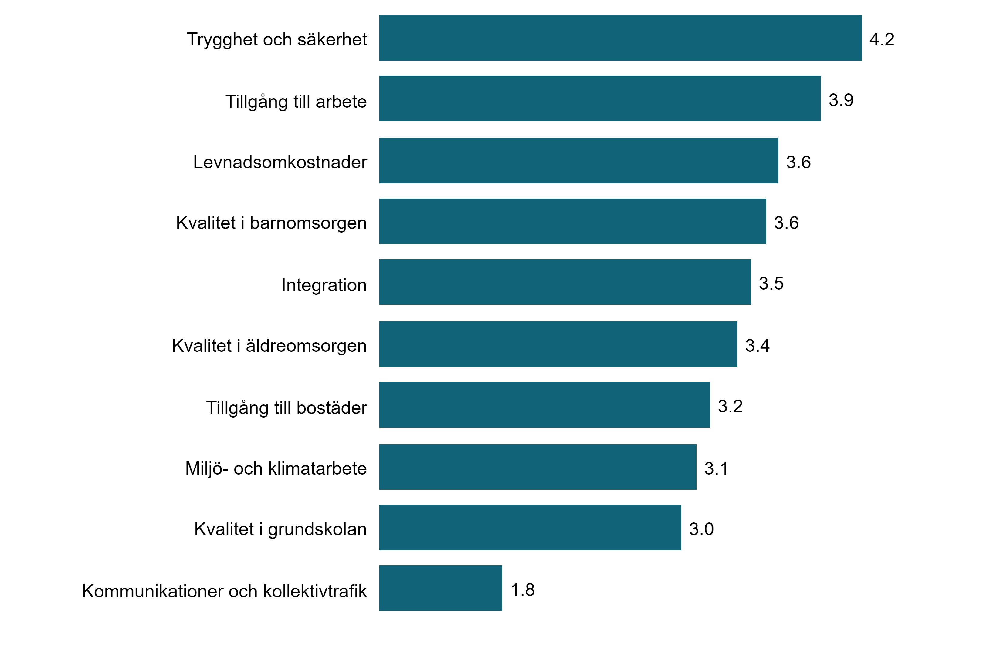 Trygghet och säkerhet 4.2
Tillgång till arbete 3.9
Levnadsomkostnader 3.6
Kvalitet i barnomsorgen 3.6
Integration 3.5
Kvalitet i äldreomsorgen 3.4
Tillgång till bostäder 3.2
Miljö- och klimatarbete 3.1
Kvalitet i grundskolan 3.0
Kommunikationer och kollektivtrafik 1.8